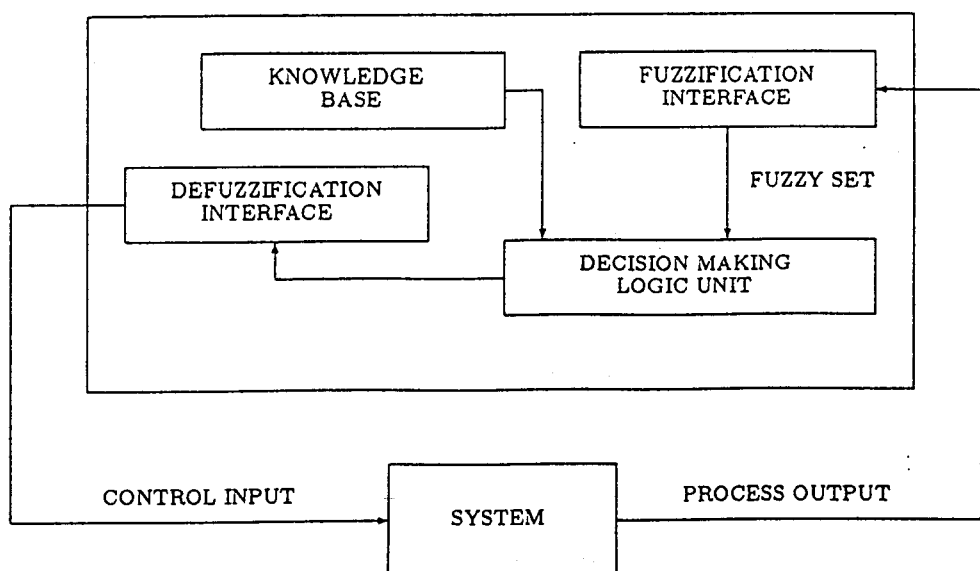 KNOWLEDGE
BASE
FUZZIFICATION
INTERFACE
DEFUZZIFICATION
INTERFACE
FUZZY SET
DECISION MAKING
LOGIC UNIT
CONTROL INPUT
SYSTEM
PROCESS OUTPUT